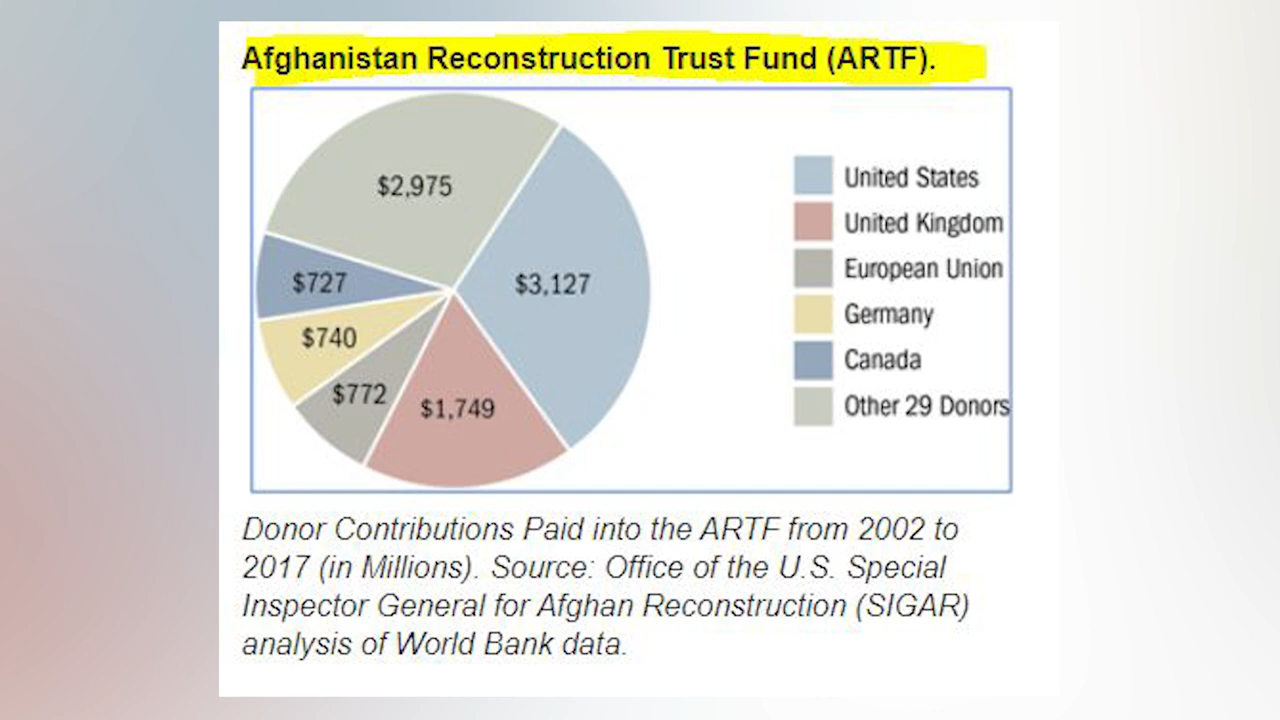 Afghanistan Reconstruction Trust Fund (ARTF).
$2,975
$3,127
$727
$740
$772
$1,749
United States
United Kingdom
European Union
Germany
Canada
Other 29 Donors
Donor Contributions Paid into the ARTF from 2002 to
2017 (in Millions). Source: Office of the U.S. Special
Inspector General for Afghan Reconstruction (SIGAR)
analysis of World Bank data.